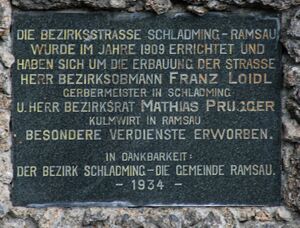 DIE BEZIRKSSTRASSE SCHLADMING - RAMSAU
WURDE IM JAHRE 1909 ERRICHTET UND
HABEN SICH UM DIE ERBAUUNG DER STRASSE
HERR BEZIRKSOBMANN FRANZ LOIDL
GERBERMEISTER IN SCHLADMING
U. HERR BEZIRKSRAT MATHIAS PRUGGER
KULMWIRT IN RAMSAU
BESONDERE VERDIENSTE ERWORBEN.
IN DANKBARKEIT:
DER BEZIRK SCHLADMING - DIE GEMEINDE RAMSAU.
- 1934 -